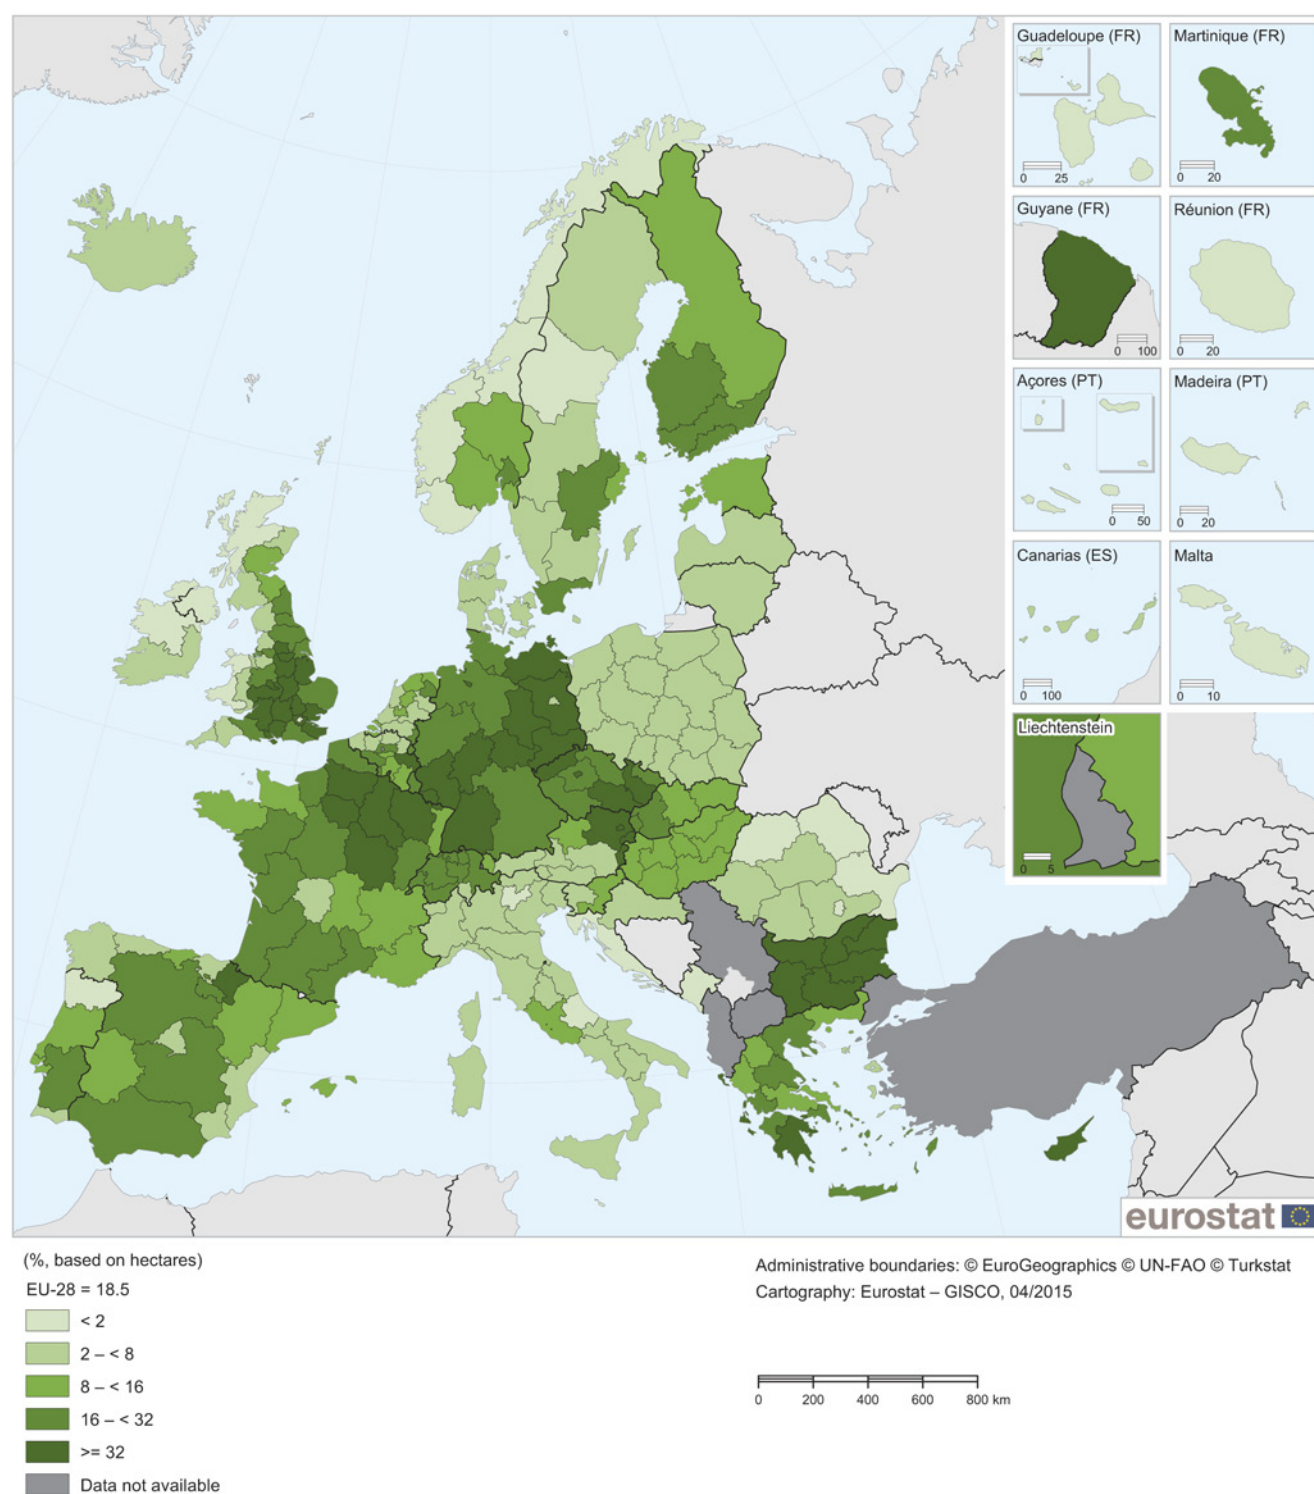 Guadeloupe (FR)
0 25
Martinique (FR)
0 20
Guyane (FR)
0 100
Réunion (FR)
0 20
Açores (PT)
0 50
Madeira (PT)
0 20
Canarias (ES)
0 100
Malta
0 10
Liechtenstein
0 5
eurostat
(%, based on hectares)
EU-28 = 18.5
< 2
2 – < 8
8 – < 16
16 – < 32
>= 32
Data not available
Administrative boundaries: © EuroGeographics © UN-FAO © Turkstat
Cartography: Eurostat – GISCO, 04/2015
0 200 400 600 800 km